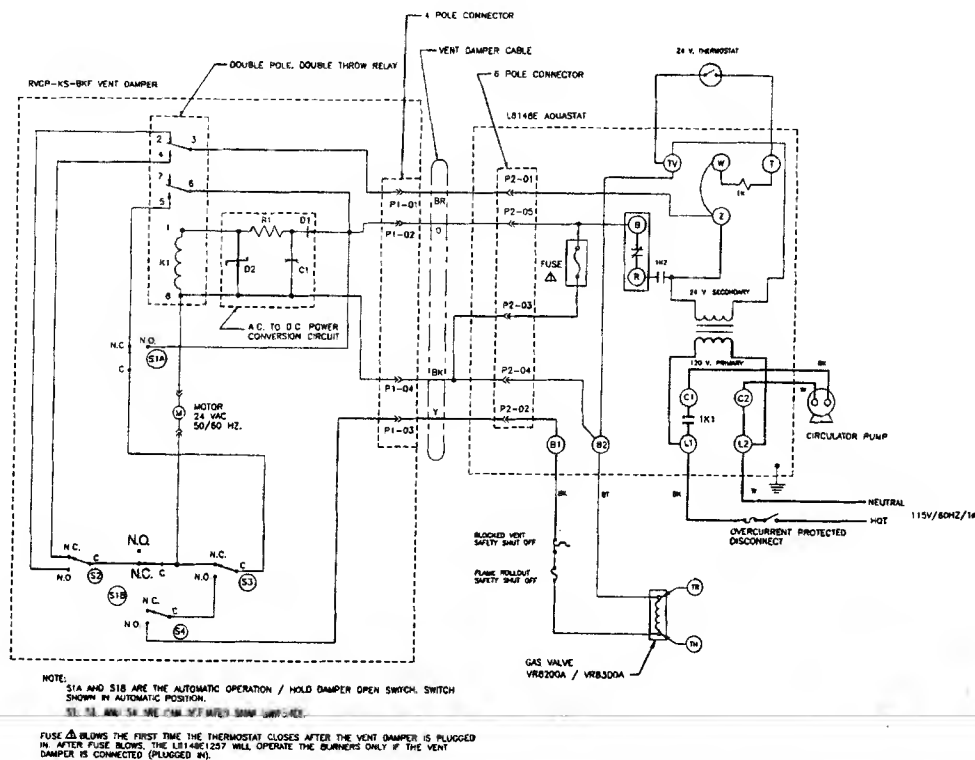 4 POLE CONNECTOR
VENT DAMPER CABLE
DOUBLE POLE, DOUBLE THROW RELAY
6 POLE CONNECTOR
24 V. THERMOSTAT
RVGP-KS-BKF VENT DAMPER
L8148E AQUASTAT
2
3
4
7
6
5
1
K1
8
R1
D1
D2
C1
A.C. TO D.C. POWER
CONVERSION CIRCUIT
P1-01
P1-02
P1-04
P1-03
BR
O
BK
Y
P2-01
P2-05
P2-03
P2-04
P2-02
FUSE
TV
W
T
1K
Z
B
R
1K2
24 V SECONDARY
120 V. PRIMARY
C1
C2
1K1
L1
L2
BK
W
CIRCULATOR PUMP
N.C
N.O.
C
S1A
M
MOTOR
24 VAC
50/60 HZ.
B1
B2
BK
BT
BK
W
NEUTRAL
HOT
115V/60HZ/1ø
OVERCURRENT PROTECTED
DISCONNECT
BLOCKED VENT
SAFETY SHUT OFF
FLAME ROLLOUT
SAFETY SHUT OFF
N.C.
C
N.O
S2
N.O.
N.C.
C
S1B
N.C.
C
N.O
S3
N.C.
C
N.O.
S4
TR
TH
GAS VALVE
VR8200A / VR8300A
NOTE:
S1A AND S1B ARE THE AUTOMATIC OPERATION / HOLD DAMPER OPEN SWITCH. SWITCH
SHOWN IN AUTOMATIC POSITION.
AND S4 ARE CAM
FUSE BLOWS THE FIRST TIME THE THERMOSTAT CLOSES AFTER THE VENT DAMPER IS PLUGGED
IN. AFTER FUSE BLOWS, THE L8148E1257 WILL OPERATE THE BURNERS ONLY IF THE VENT
DAMPER IS CONNECTED (PLUGGED IN).